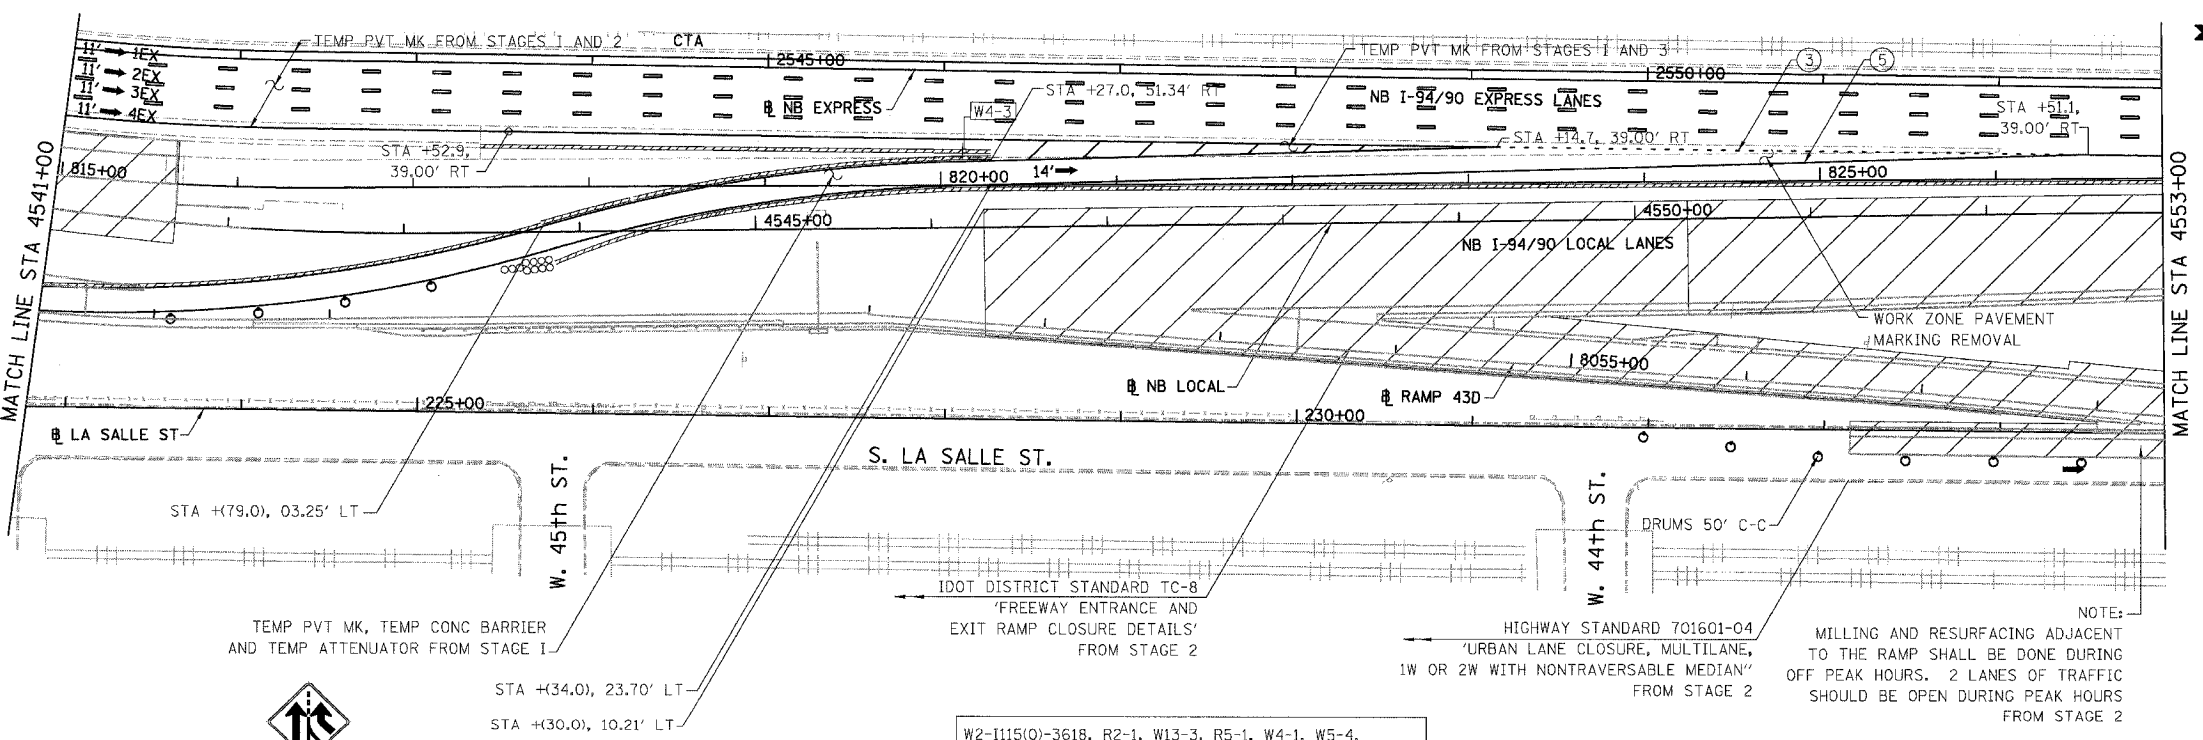 11' 1EX
11' 2EX
11' 3EX
11' 4EX
TEMP PVT MK FROM STAGES I AND 2
CTA
2545+00
TEMP PVT MK FROM STAGES I AND 3
2550+00
3
5
℄ NB EXPRESS
STA +27.0, 51.34' RT
W4-3
NB I-94/90 EXPRESS LANES
STA +51.1,
39.00' RT
STA +52.9,
39.00' RT
STA +14.7, 39.00' RT
815+00
820+00
14'
825+00
MATCH LINE STA 4541+00
4545+00
4550+00
NB I-94/90 LOCAL LANES
MATCH LINE STA 4553+00
WORK ZONE PAVEMENT
MARKING REMOVAL
8055+00
℄ NB LOCAL
℄ RAMP 43D
225+00
230+00
℄ LA SALLE ST
S. LA SALLE ST.
STA +(79.0), 03.25' LT
W. 45th ST.
W. 44th ST.
DRUMS 50' C-C
TEMP PVT MK, TEMP CONC BARRIER
AND TEMP ATTENUATOR FROM STAGE I
IDOT DISTRICT STANDARD TC-8
'FREEWAY ENTRANCE AND
EXIT RAMP CLOSURE DETAILS'
FROM STAGE 2
HIGHWAY STANDARD 701601-04
'URBAN LANE CLOSURE, MULTILANE,
1W OR 2W WITH NONTRAVERSABLE MEDIAN"
FROM STAGE 2
NOTE:
MILLING AND RESURFACING ADJACENT
TO THE RAMP SHALL BE DONE DURING
OFF PEAK HOURS. 2 LANES OF TRAFFIC
SHOULD BE OPEN DURING PEAK HOURS
FROM STAGE 2
STA +(34.0), 23.70' LT
STA +(30.0), 10.21' LT
W2-I115(O)-3618, R2-1, W13-3, R5-1, W4-1, W5-4,